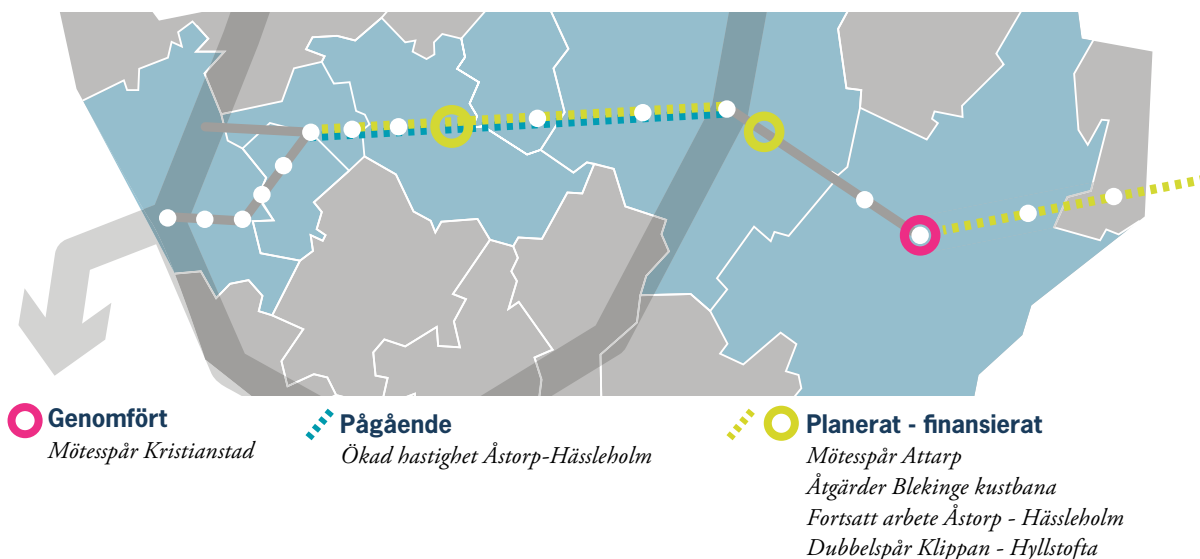 Genomfört
Mötesspår Kristianstad
Pågående
Ökad hastighet Åstorp-Hässleholm
Planerat - finansierat
Mötesspår Attarp
Åtgärder Blekinge kustbana
Fortsatt arbete Åstorp - Hässleholm
Dubbelspår Klippan - Hyllstofta